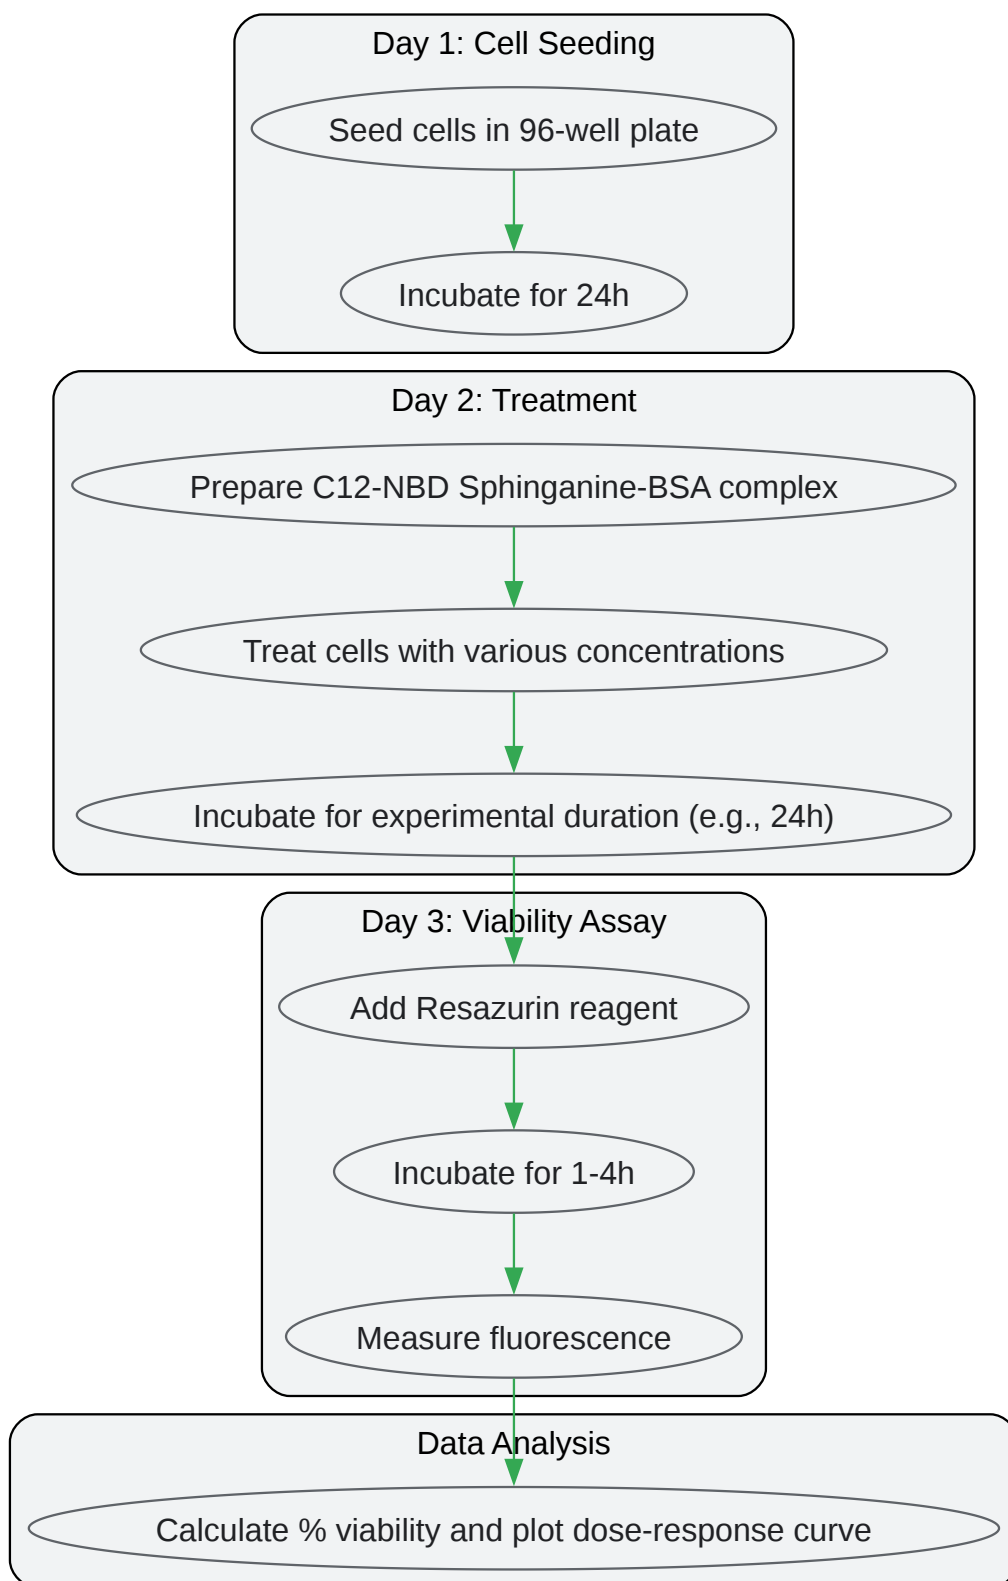 Day 1: Cell Seeding
Seed cells in 96-well plate
Incubate for 24h
Day 2: Treatment
Prepare C12-NBD Sphinganine-BSA complex
Treat cells with various concentrations
Incubate for experimental duration (e.g., 24h)
Day 3: Viability Assay
Add Resazurin reagent
Incubate for 1-4h
Measure fluorescence
Data Analysis
Calculate % viability and plot dose-response curve